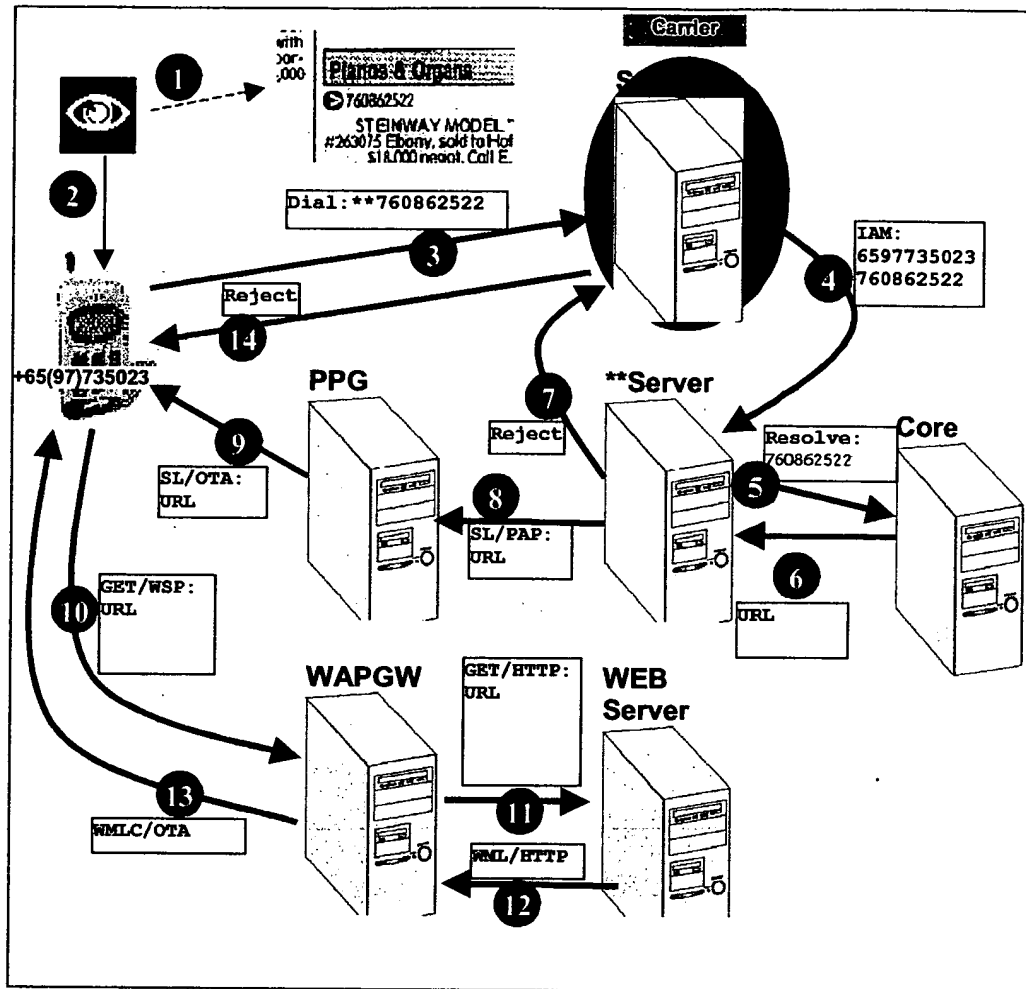 Carrier
with
por-
,000
Pianos & Organs
760862522
STEINWAY MODEL "
#263075 Ebony, sold to Hof
$18,000 negot. Call E.
S
1
2
Dial:**760862522
3
IAM:
6597735023
760862522
4
Reject
14
+65(97)735023
PPG
**Server
7
Reject
Resolve:
760862522
Core
5
9
SL/OTA:
URL
8
SL/PAP:
URL
6
URL
GET/WSP:
URL
10
WAPGW
GET/HTTP:
URL
WEB
Server
13
WMLC/OTA
11
WML/HTTP
12